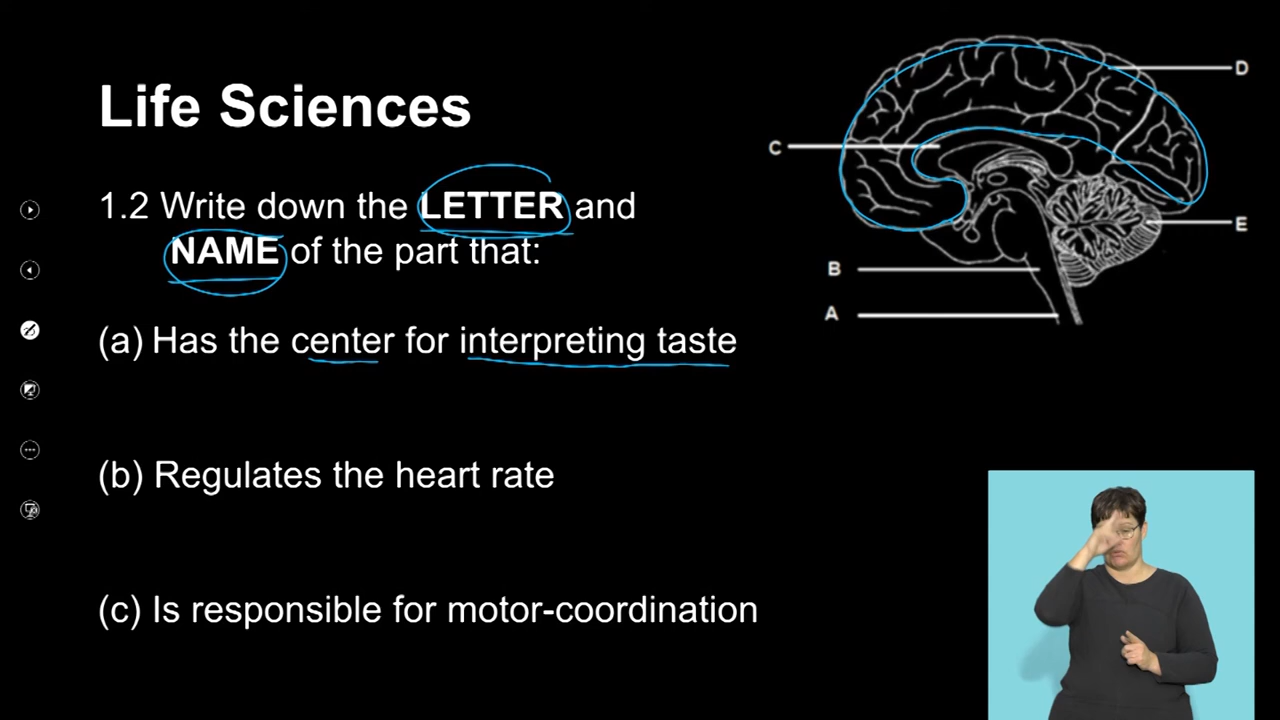 Life Sciences
1.2 Write down the LETTER and
NAME of the part that:
(a) Has the center for interpreting taste
(b) Regulates the heart rate
(c) Is responsible for motor-coordination
D
C
E
B
A